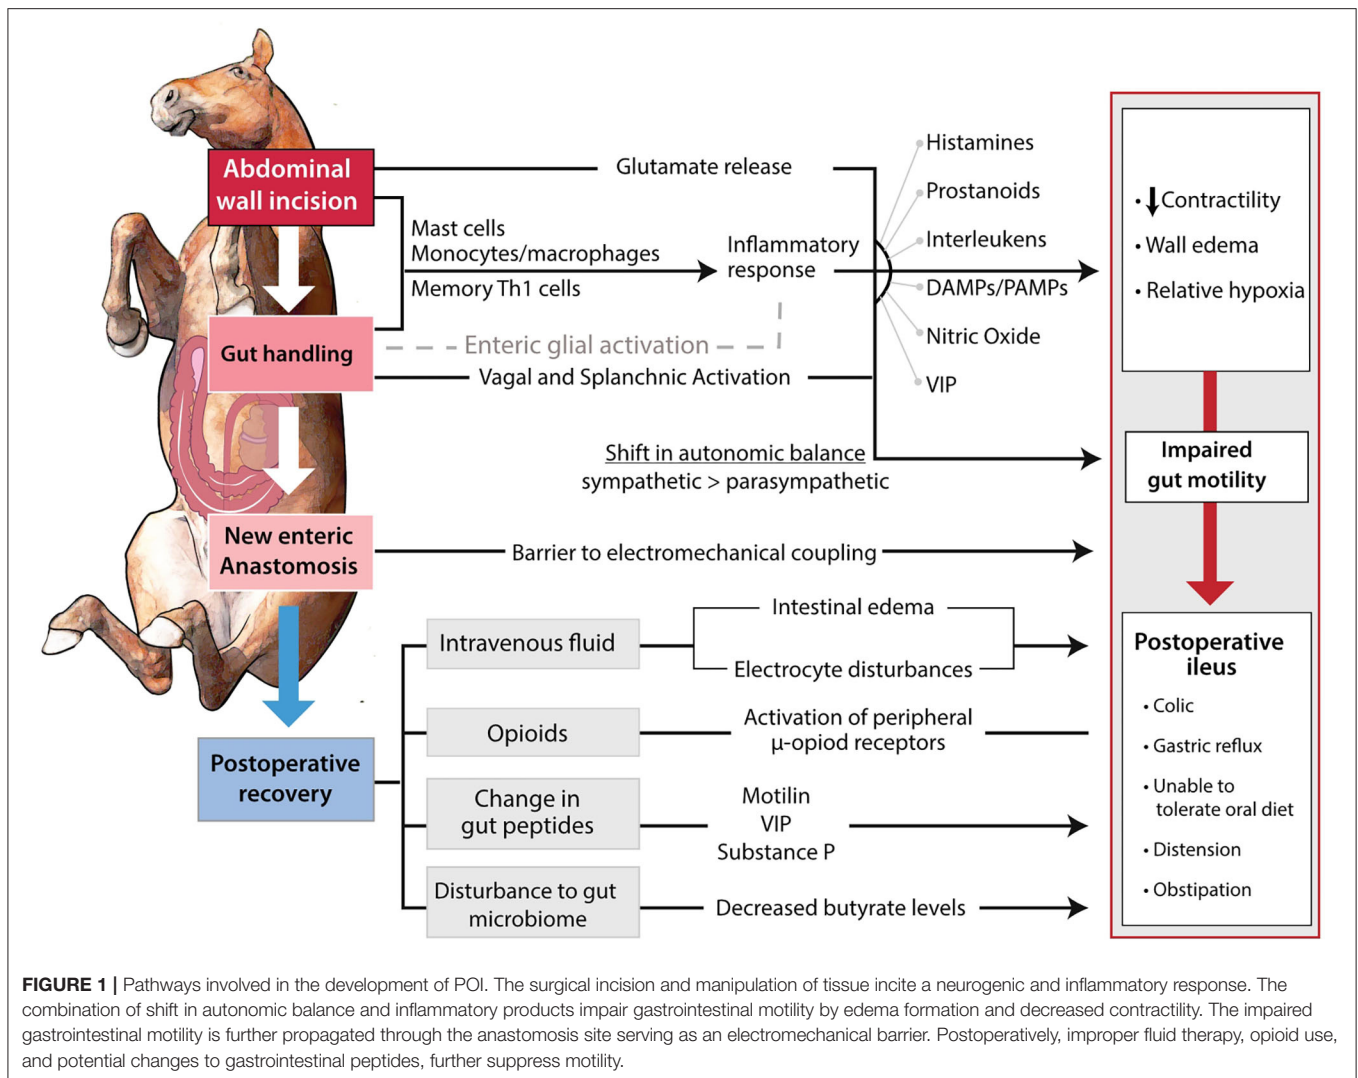 Abdominal
wall incision
Glutamate release
Mast cells
Monocytes/macrophages
Memory Th1 cells
Inflammatory
response
Histamines
Prostanoids
Interleukens
DAMPs/PAMPs
Nitric Oxide
VIP
• Contractility
• Wall edema
• Relative hypoxia
Gut handling
Enteric glial activation
Vagal and Splanchnic Activation
Shift in autonomic balance
sympathetic > parasympathetic
Impaired
gut motility
New enteric
Anastomosis
Barrier to electromechanical coupling
Postoperative
recovery
Intravenous fluid
Intestinal edema
Electrocyte disturbances
Opioids
Activation of peripheral
μ-opiod receptors
Change in
gut peptides
Motilin
VIP
Substance P
Disturbance to gut
microbiome
Decreased butyrate levels
Postoperative
ileus
• Colic
• Gastric reflux
• Unable to
tolerate oral diet
• Distension
• Obstipation
FIGURE 1 | Pathways involved in the development of POI. The surgical incision and manipulation of tissue incite a neurogenic and inflammatory response. The
combination of shift in autonomic balance and inflammatory products impair gastrointestinal motility by edema formation and decreased contractility. The impaired
gastrointestinal motility is further propagated through the anastomosis site serving as an electromechanical barrier. Postoperatively, improper fluid therapy, opioid use,
and potential changes to gastrointestinal peptides, further suppress motility.